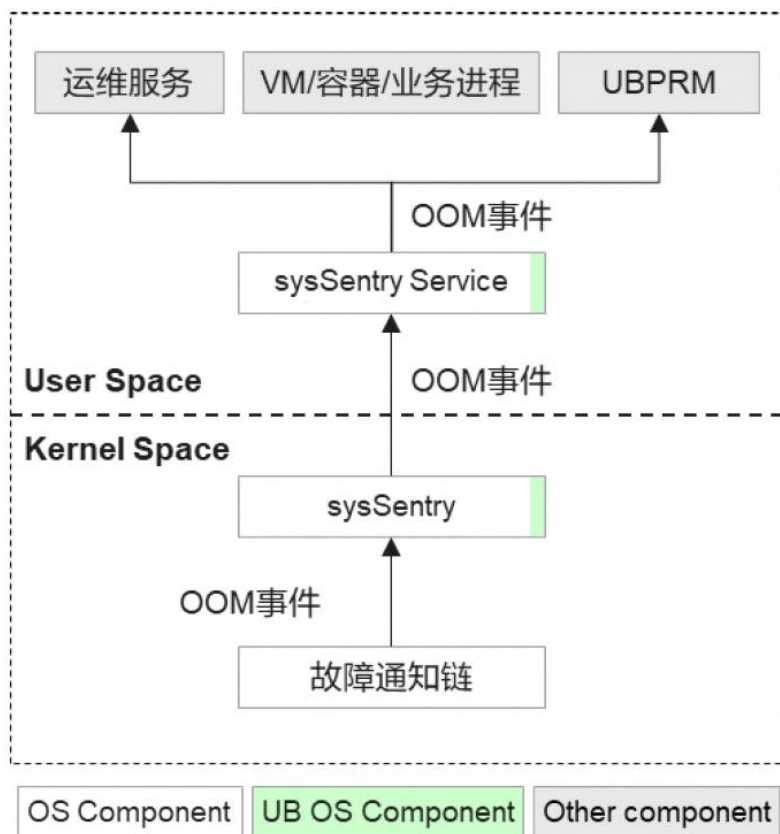 运维服务
VM/容器/业务进程
UBPRM
OOM事件
sysSentry Service
OOM事件
User Space
Kernel Space
sysSentry
OOM事件
故障通知链
OS Component
UB OS Component
Other component